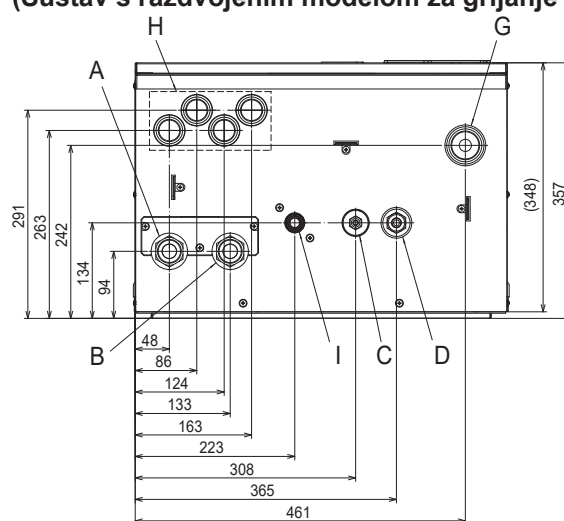 (Sustav s razdvojenim modelom za grijanje
H
G
A
291
263
242
134
94
(348)
357
48
B
I
C
D
86
124
133
163
223
308
365
461